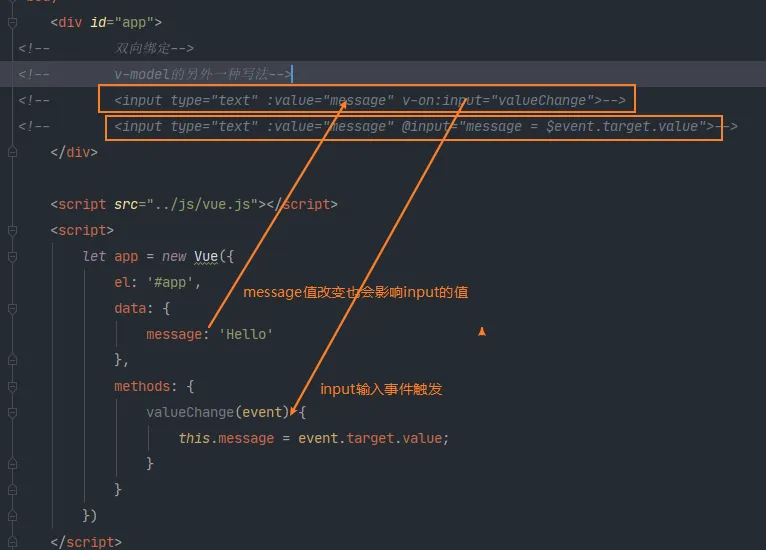 <div id="app">
<!-- 双向绑定-->
<!-- v-model的另外一种写法-->
<!-- <input type="text" :value="message" v-on:input="valueChange">-->
<!-- <input type="text" :value="message" @input="message = $event.target.value">-->
</div>
<script src="../js/vue.js"></script>
<script>
let app = new Vue({
el: '#app',
message值改变也会影响input的值
data: {
message: 'Hello'
},
input输入事件触发
methods: {
valueChange(event) {
this.message = event.target.value;
}
}
})
</script>